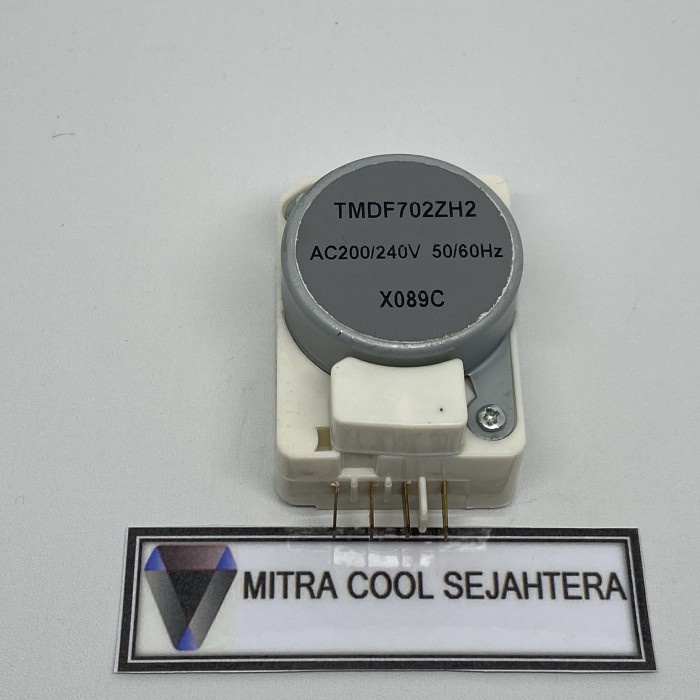 TMDF702ZH2
AC200/240V 50/60Hz
X089C
MITRA COOL SEJAHTERA